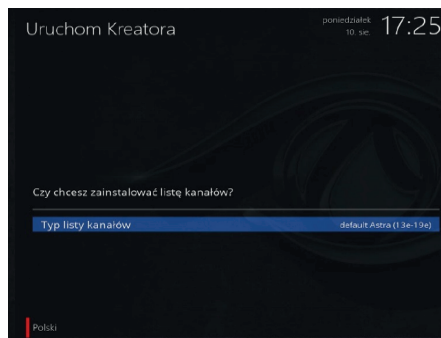 Uruchom Kreatora
poniedziałek
10. sie.
17:25
Czy chcesz zainstalować listę kanałów?
Typ listy kanałów default Astra (13e-19e)
Polski